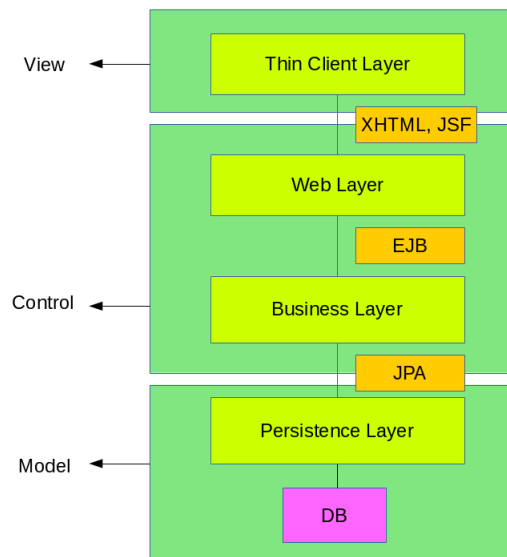 View
Thin Client Layer
XHTML, JSF
Web Layer
EJB
Control
Business Layer
JPA
Persistence Layer
Model
DB